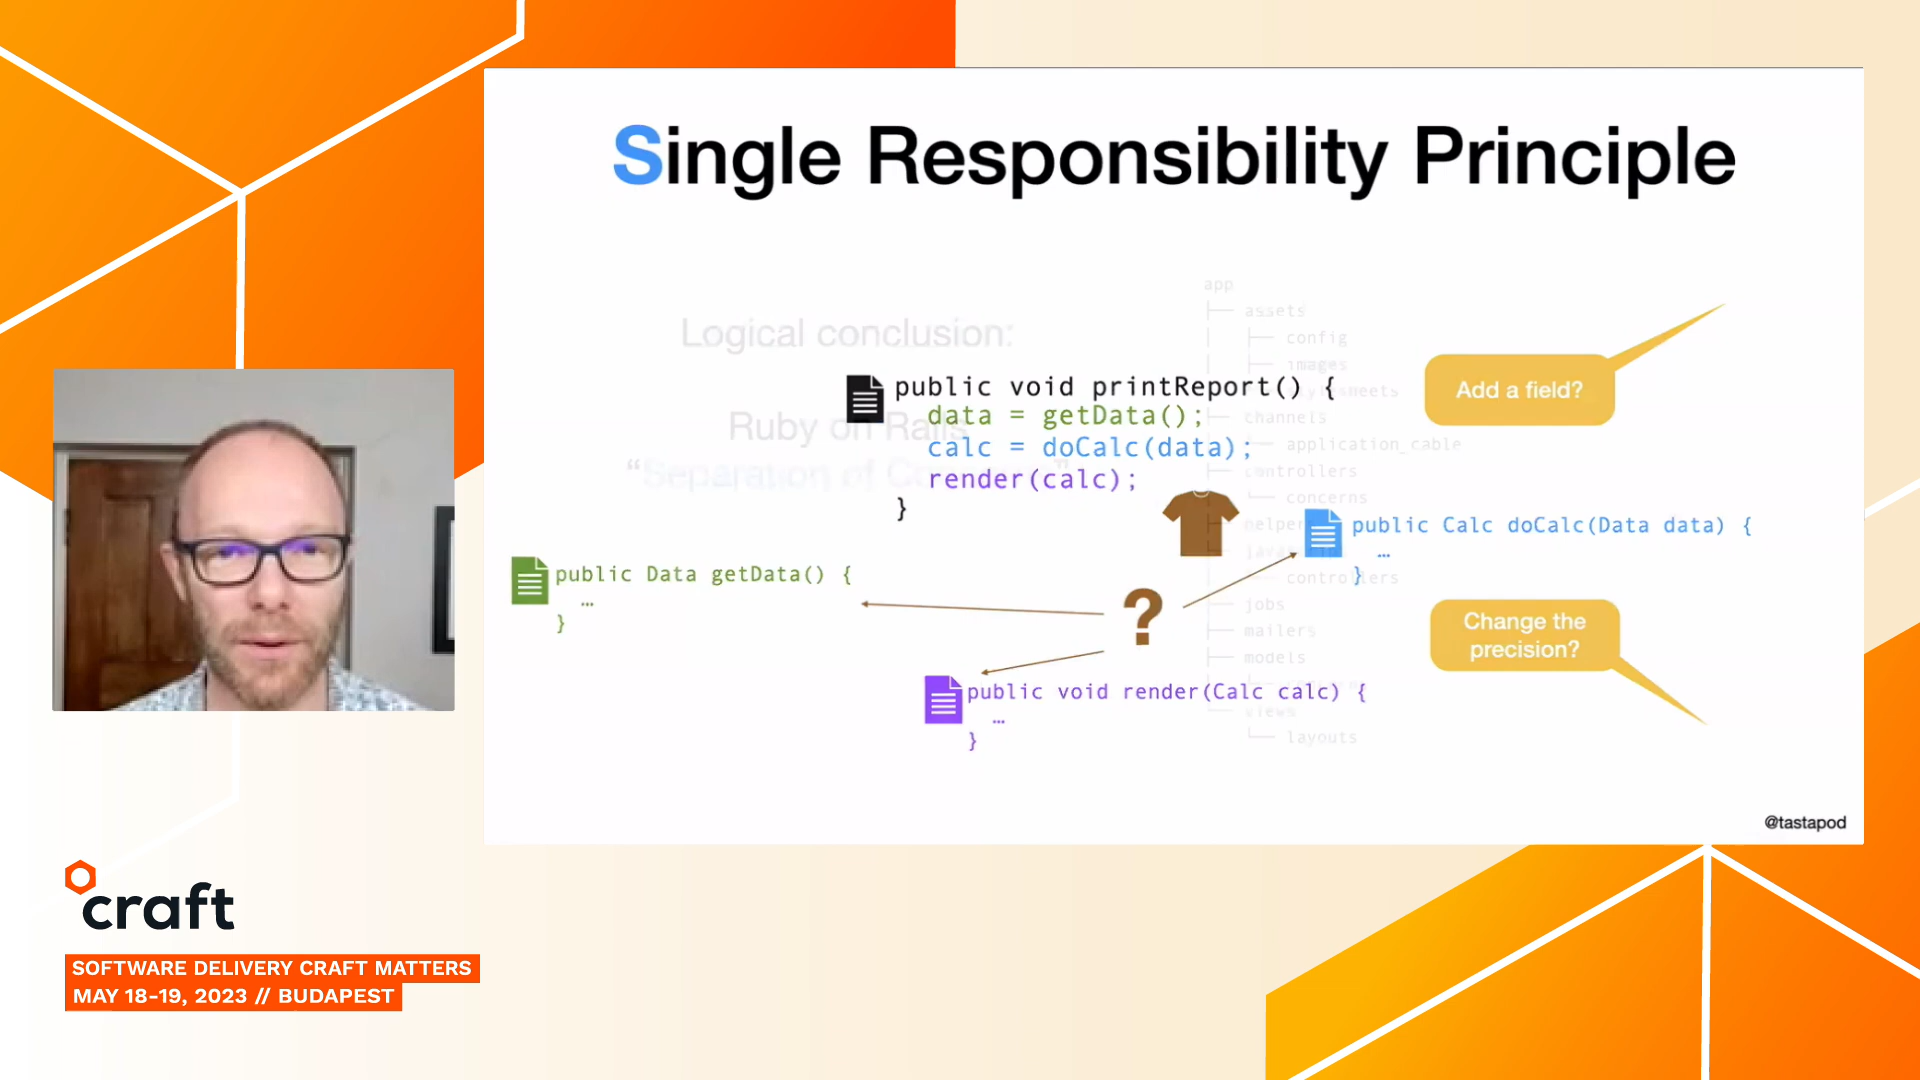 Single Responsibility Principle
Logical conclusion:
Ruby on Rails
app
assets
config
images
channels
application_cable
controllers
concerns
controllers
jobs
mailers
models
views
layouts
public void printReport() {
data = getData();
calc = doCalc(data);
render(calc);
}
Add a field?
public Calc doCalc(Data data) {
…
}
public Data getData() {
…
}
?
Change the
precision?
public void render(Calc calc) {
…
}
@tastapod
craft
SOFTWARE DELIVERY CRAFT MATTERS
MAY 18-19, 2023 // BUDAPEST